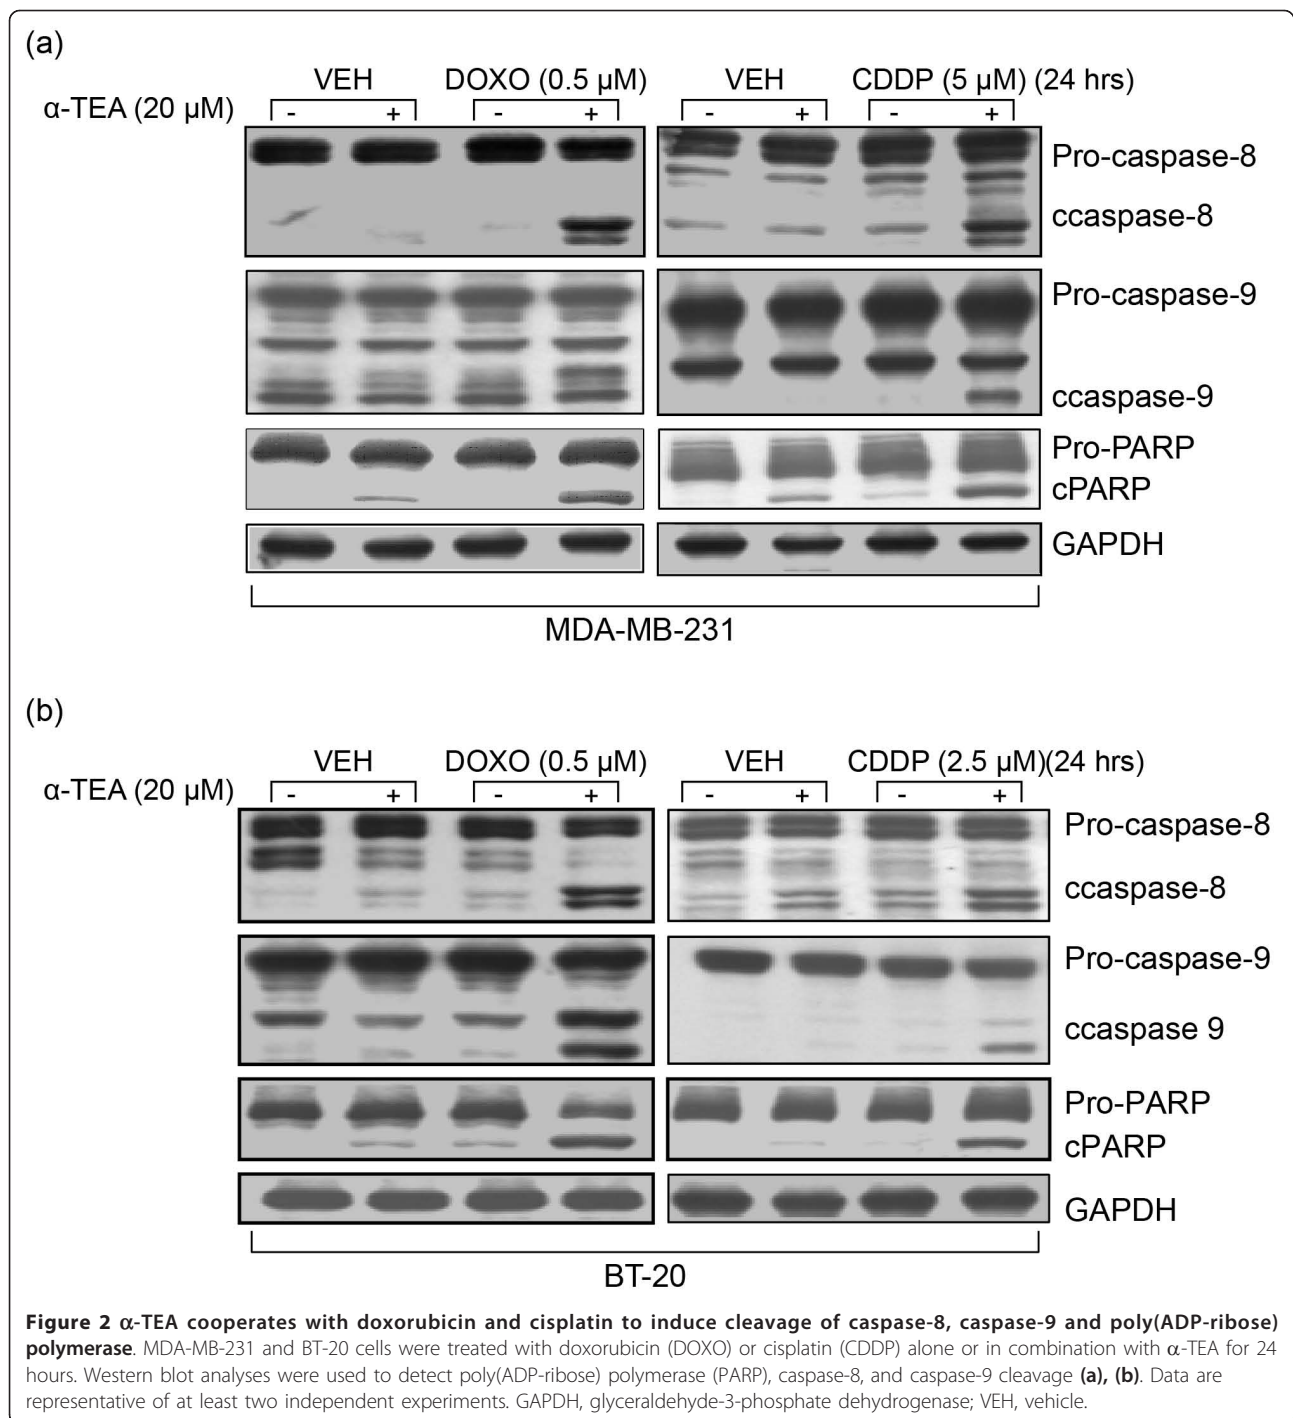 (a)
VEH DOXO (0.5 µM) VEH CDDP (5 µM) (24 hrs)
α-TEA (20 µM) - + - + - + - +
Pro-caspase-8
ccaspase-8
Pro-caspase-9
ccaspase-9
Pro-PARP
cPARP
GAPDH
MDA-MB-231
(b)
VEH DOXO (0.5 µM) VEH CDDP (2.5 µM)(24 hrs)
α-TEA (20 µM) - + - + - + - +
Pro-caspase-8
ccaspase-8
Pro-caspase-9
ccaspase 9
Pro-PARP
cPARP
GAPDH
BT-20
Figure 2 α-TEA cooperates with doxorubicin and cisplatin to induce cleavage of caspase-8, caspase-9 and poly(ADP-ribose)
polymerase. MDA-MB-231 and BT-20 cells were treated with doxorubicin (DOXO) or cisplatin (CDDP) alone or in combination with α-TEA for 24
hours. Western blot analyses were used to detect poly(ADP-ribose) polymerase (PARP), caspase-8, and caspase-9 cleavage (a), (b). Data are
representative of at least two independent experiments. GAPDH, glyceraldehyde-3-phosphate dehydrogenase; VEH, vehicle.